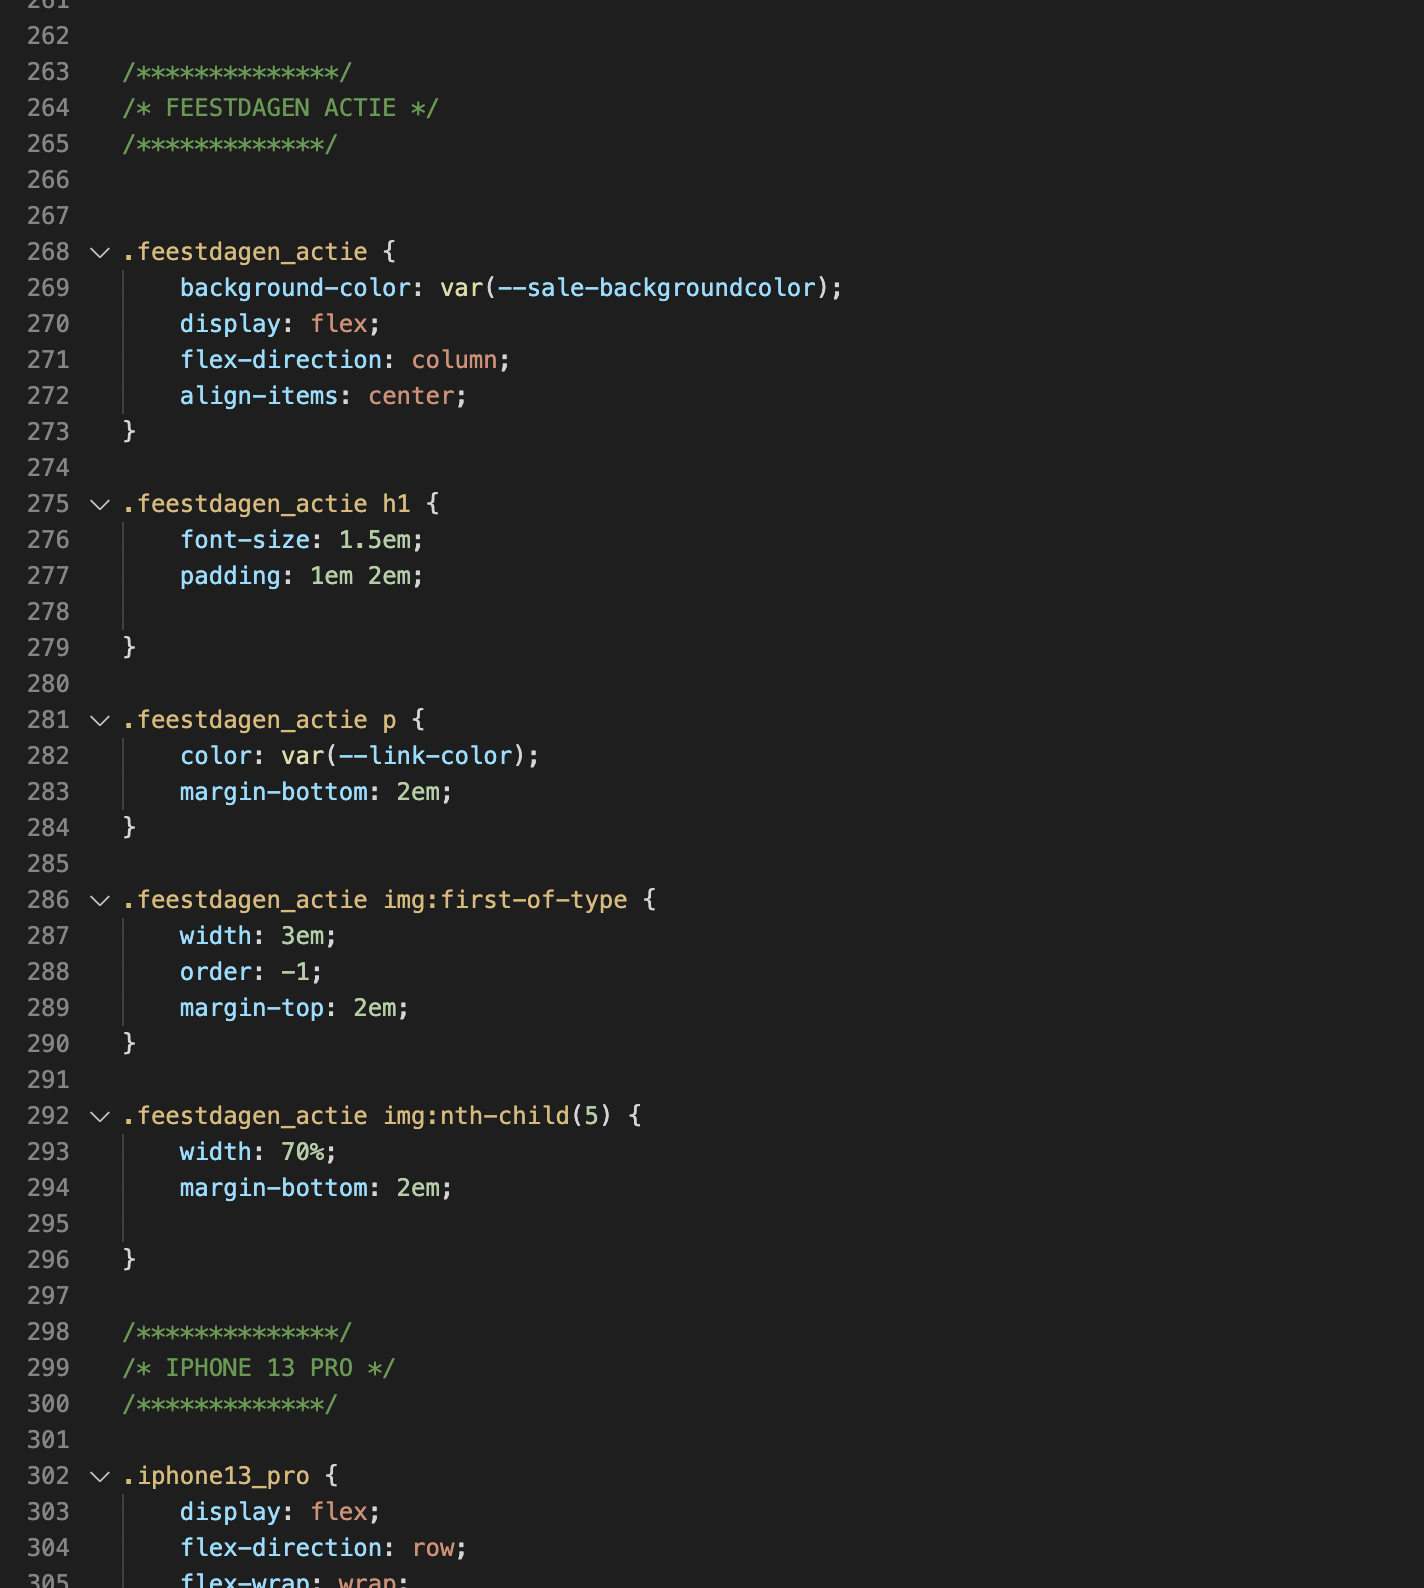 261
262
263 /**************/
264 /* FEESTDAGEN ACTIE */
265 /*************/
266
267
268 .feestdagen_actie {
269 background-color: var(--sale-backgroundcolor);
270 display: flex;
271 flex-direction: column;
272 align-items: center;
273 }
274
275 .feestdagen_actie h1 {
276 font-size: 1.5em;
277 padding: 1em 2em;
278
279 }
280
281 .feestdagen_actie p {
282 color: var(--link-color);
283 margin-bottom: 2em;
284 }
285
286 .feestdagen_actie img:first-of-type {
287 width: 3em;
288 order: -1;
289 margin-top: 2em;
290 }
291
292 .feestdagen_actie img:nth-child(5) {
293 width: 70%;
294 margin-bottom: 2em;
295
296 }
297
298 /**************/
299 /* IPHONE 13 PRO */
300 /*************/
301
302 .iphone13_pro {
303 display: flex;
304 flex-direction: row;
305 flex-wrap: wrap;